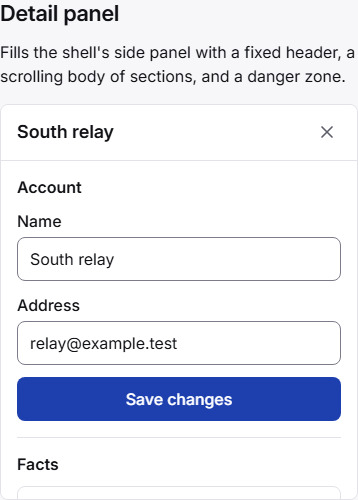 Detail panel
Fills the shell's side panel with a fixed header, a
scrolling body of sections, and a danger zone.
South relay
Account
Name
South relay
Address
relay@example.test
Save changes
Facts